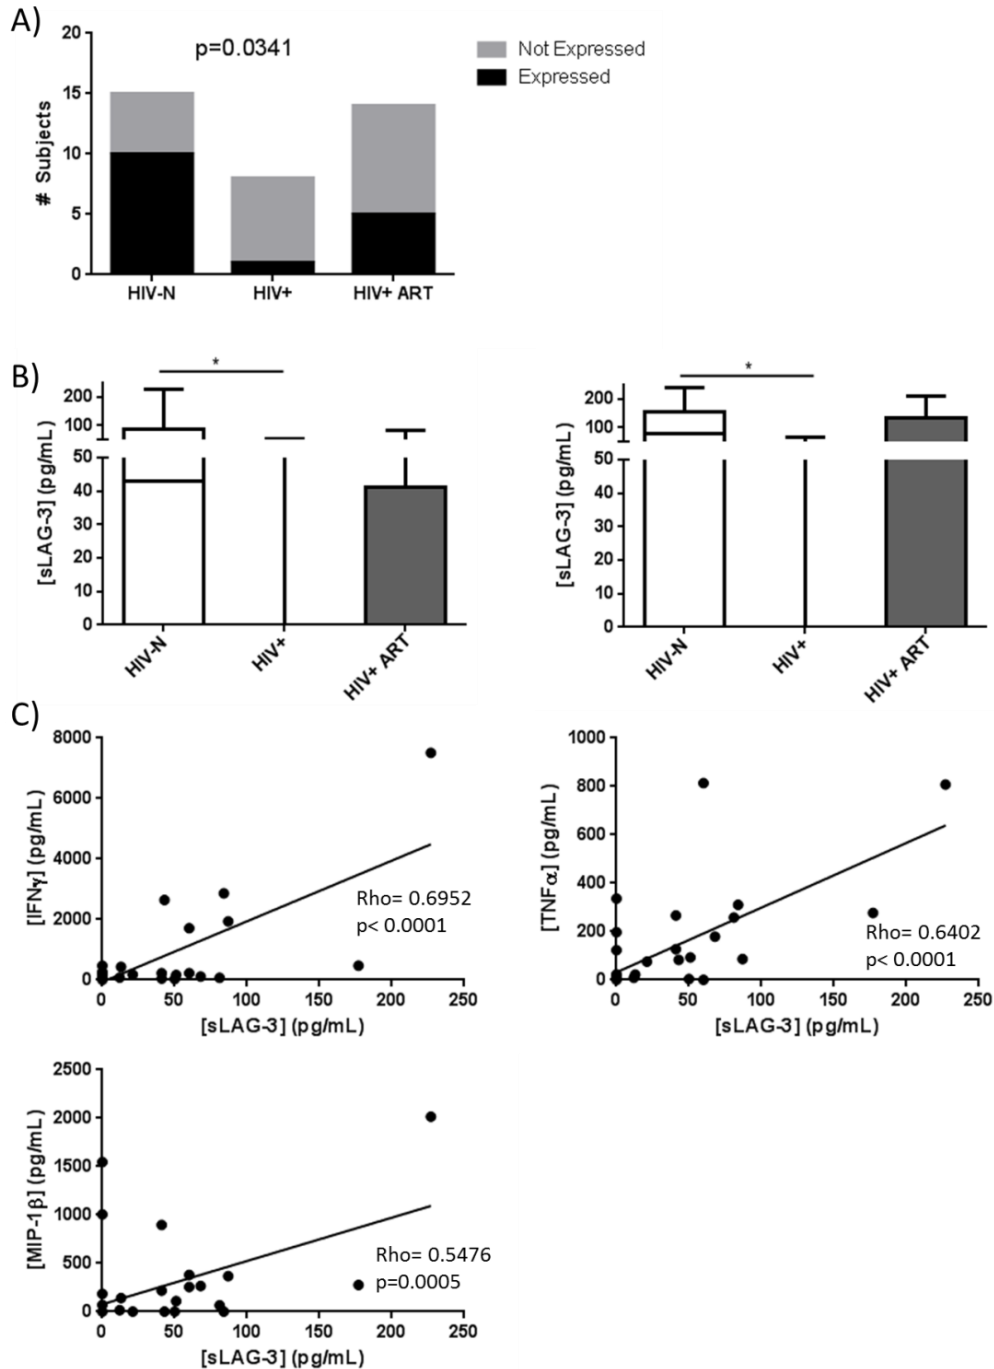 A)
p=0.0341
Not Expressed
Expressed
# Subjects
20
15
10
5
0
HIV-N
HIV+
HIV+ ART
B)
[sLAG-3] (pg/mL)
200
100
50
40
30
20
10
0
*
HIV-N
HIV+
HIV+ ART
[sLAG-3] (pg/mL)
200
100
50
40
30
20
10
0
*
HIV-N
HIV+
HIV+ ART
C)
[IFNγ] (pg/mL)
8000
6000
4000
2000
0
Rho= 0.6952
p< 0.0001
0 50 100 150 200 250
[sLAG-3] (pg/mL)
[TNFα] (pg/mL)
1000
800
600
400
200
0
Rho= 0.6402
p< 0.0001
0 50 100 150 200 250
[sLAG-3] (pg/mL)
[MIP-1β] (pg/mL)
2500
2000
1500
1000
500
0
Rho= 0.5476
p=0.0005
0 50 100 150 200 250
[sLAG-3] (pg/mL)